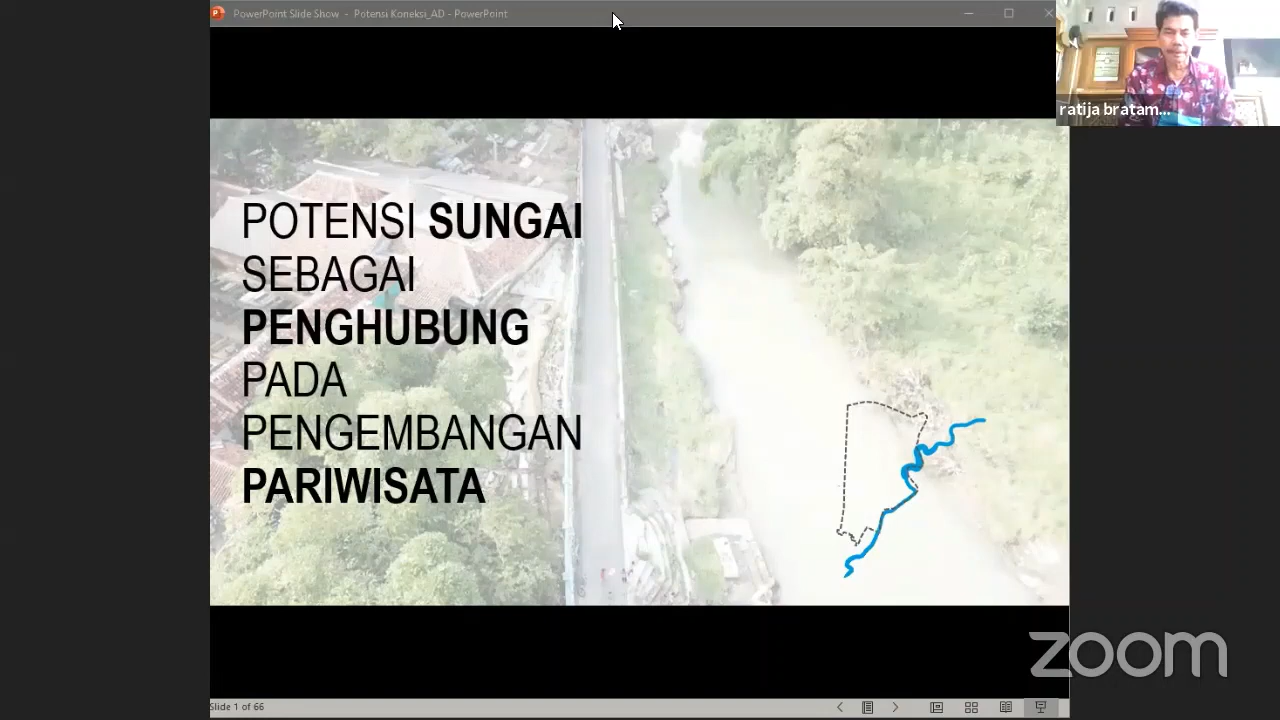 PowerPoint Slide Show - Potensi Koneksi_AD - PowerPoint
ratija bratam...
POTENSI SUNGAI
SEBAGAI
PENGHUBUNG
PADA
PENGEMBANGAN
PARIWISATA
zoom
Slide 1 of 66